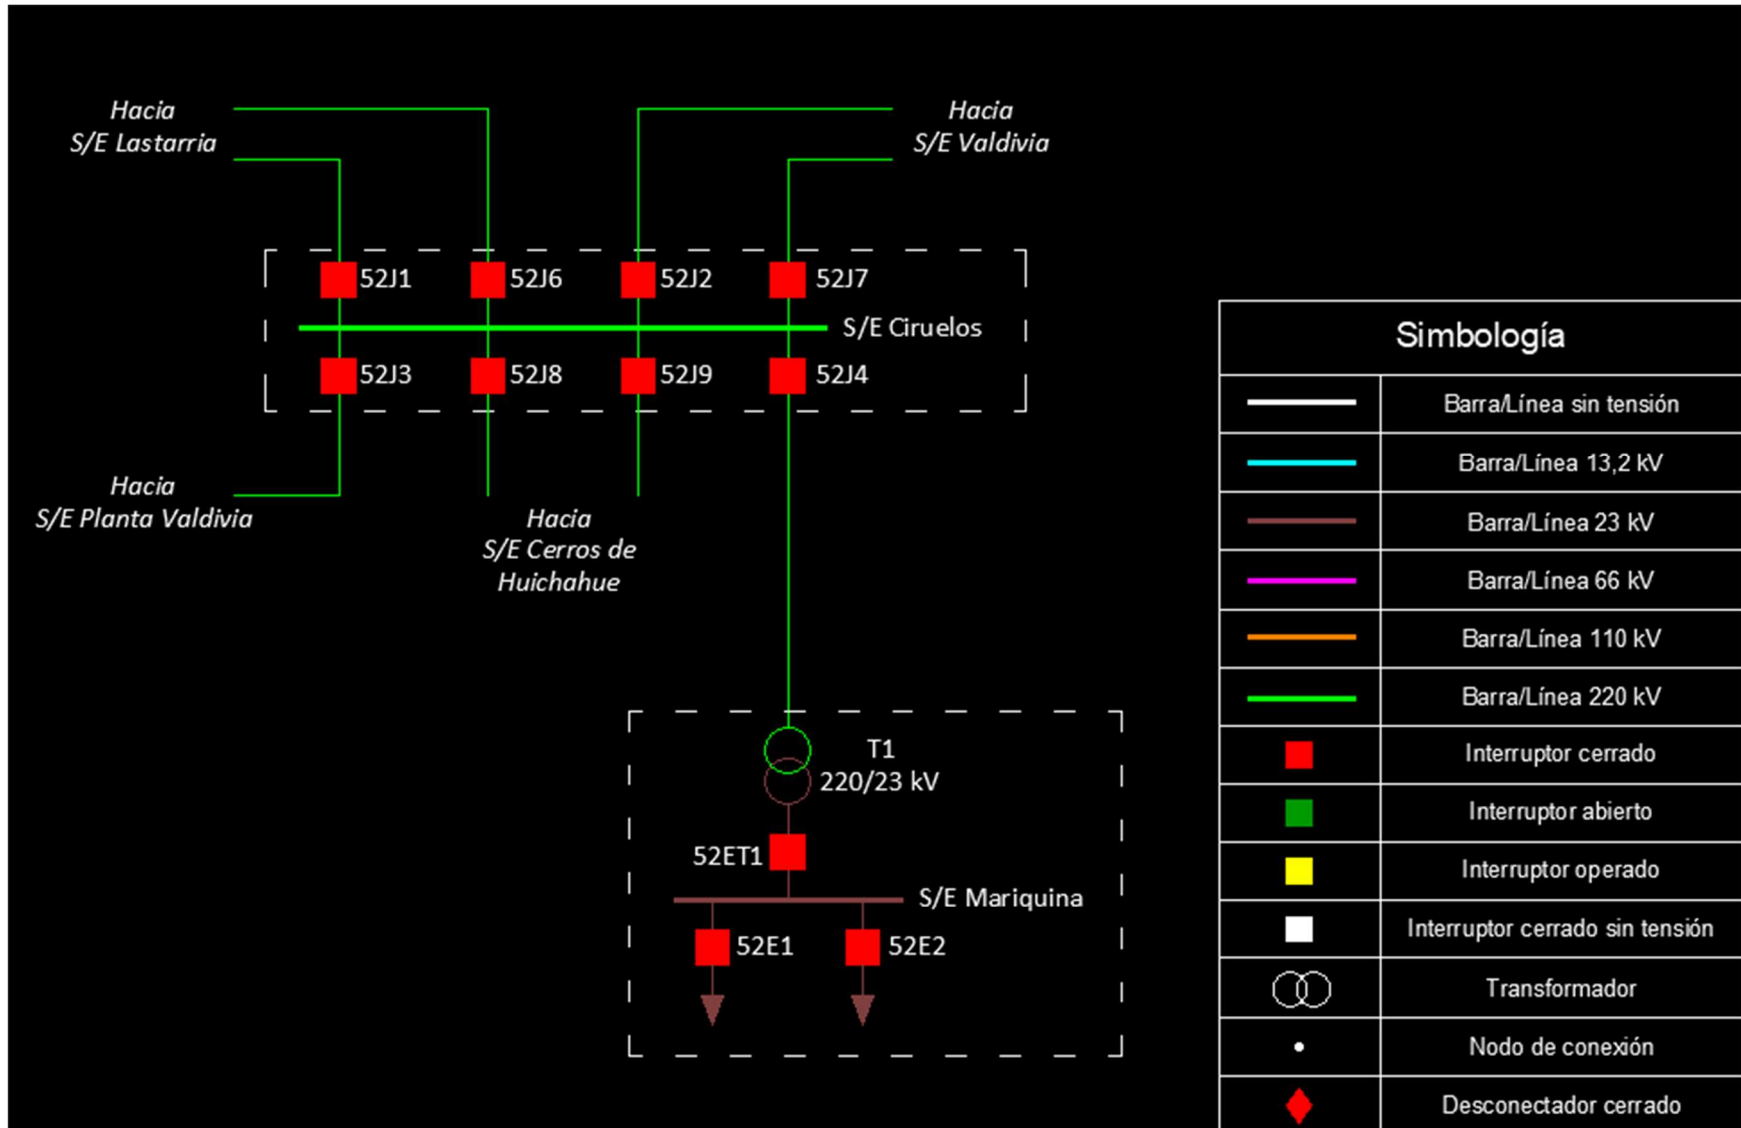 Hacia
S/E Lastarria
Hacia
S/E Valdivia
52J1
52J6
52J2
52J7
S/E Ciruelos
52J3
52J8
52J9
52J4
Hacia
S/E Planta Valdivia
Hacia
S/E Cerros de
Huichahue
T1
220/23 kV
52ET1
S/E Mariquina
52E1
52E2
Simbología
Barra/Línea sin tensión
Barra/Línea 13,2 kV
Barra/Línea 23 kV
Barra/Línea 66 kV
Barra/Línea 110 kV
Barra/Línea 220 kV
Interruptor cerrado
Interruptor abierto
Interruptor operado
Interruptor cerrado sin tensión
Transformador
Nodo de conexión
Desconectador cerrado